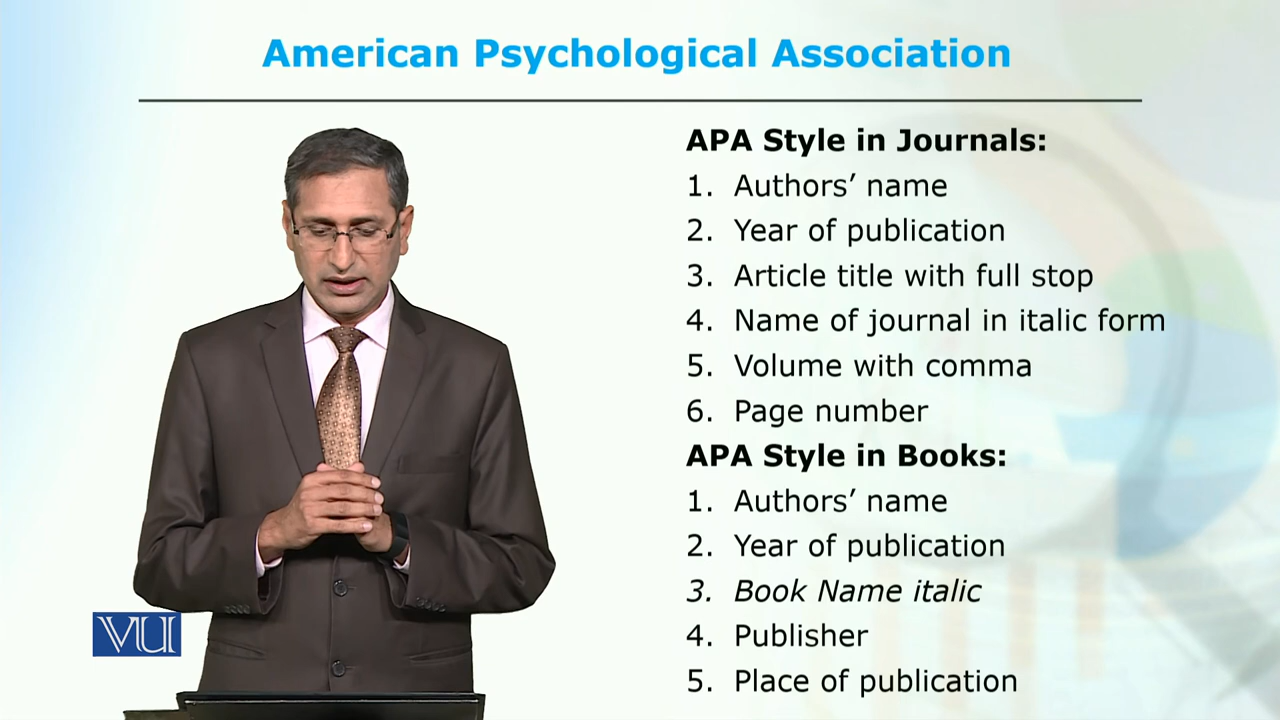 American Psychological Association
APA Style in Journals:
1. Authors’ name
2. Year of publication
3. Article title with full stop
4. Name of journal in italic form
5. Volume with comma
6. Page number
APA Style in Books:
1. Authors’ name
2. Year of publication
3. Book Name italic
4. Publisher
5. Place of publication
VU